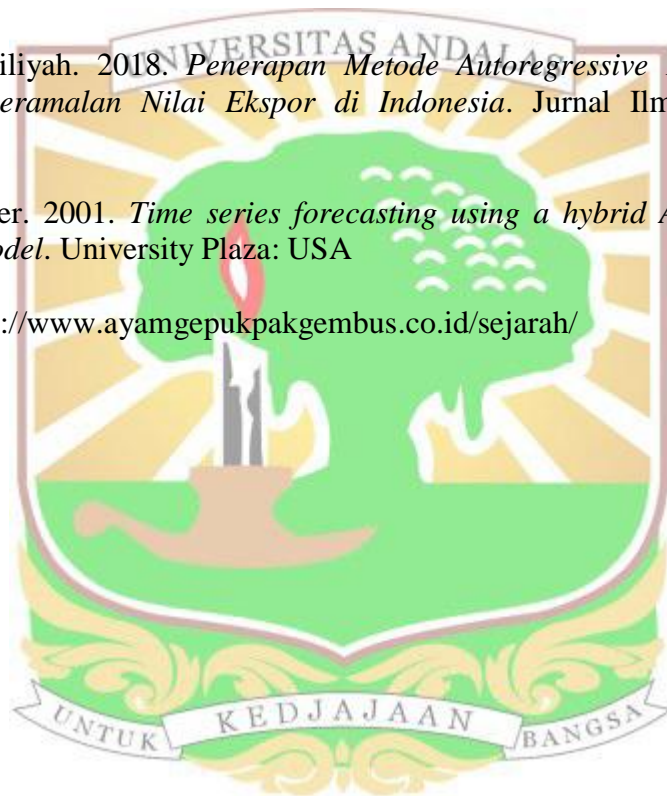 UNIVERSITAS ANDALAS
iliyah. 2018. Penerapan Metode Autoregressive
eramalan Nilai Ekspor di Indonesia. Jurnal Ilm
er. 2001. Time series forecasting using a hybrid A
odel. University Plaza: USA
://www.ayamgepukpakgembus.co.id/sejarah/
UNTUK KEDJAJAAN BANGSA